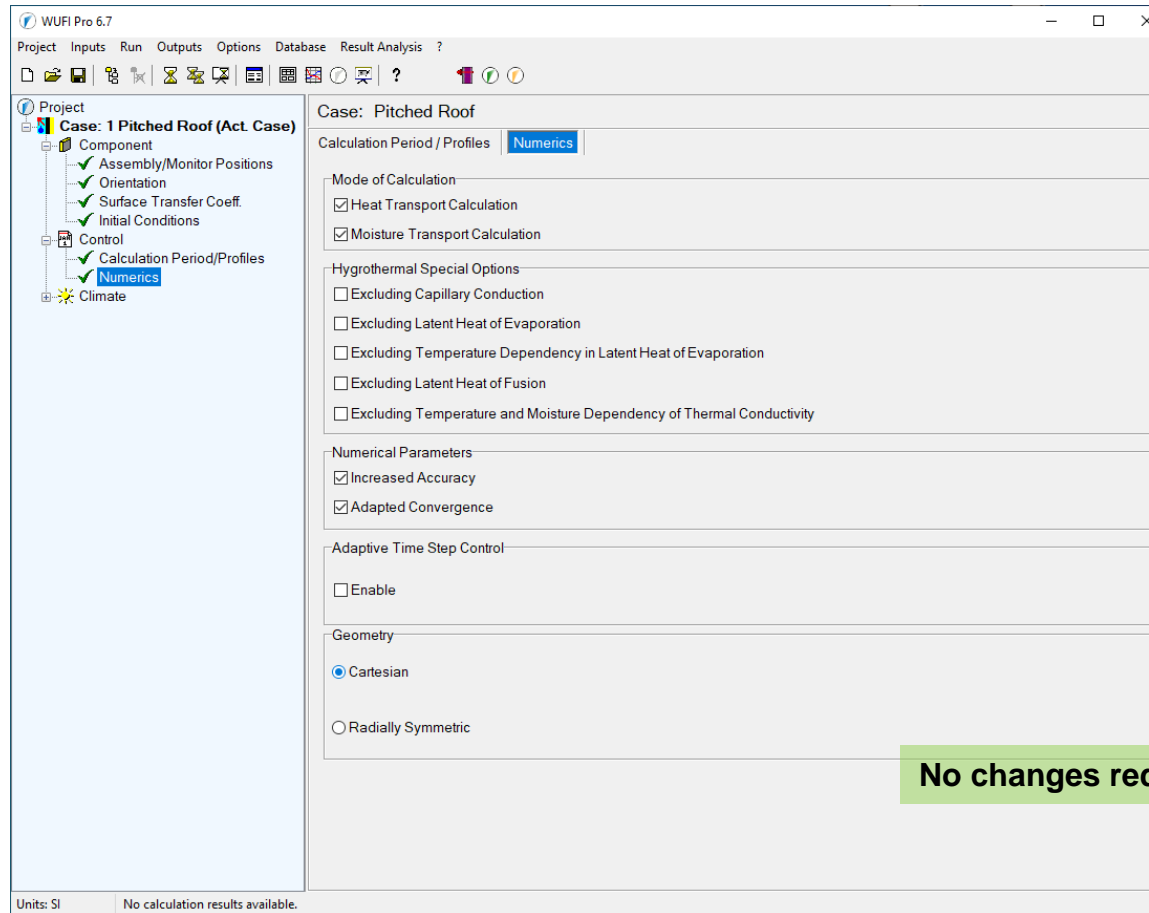 WUFI Pro 6.7
Project Inputs Run Outputs Options Database Result Analysis ?
?
Project
Case: 1 Pitched Roof (Act. Case)
Component
Assembly/Monitor Positions
Orientation
Surface Transfer Coeff.
Initial Conditions
Control
Calculation Period/Profiles
Numerics
Climate
Case: Pitched Roof
Calculation Period / Profiles Numerics
Mode of Calculation
Heat Transport Calculation
Moisture Transport Calculation
Hygrothermal Special Options
Excluding Capillary Conduction
Excluding Latent Heat of Evaporation
Excluding Temperature Dependency in Latent Heat of Evaporation
Excluding Latent Heat of Fusion
Excluding Temperature and Moisture Dependency of Thermal Conductivity
Numerical Parameters
Increased Accuracy
Adapted Convergence
Adaptive Time Step Control
Enable
Geometry
Cartesian
Radially Symmetric
No changes
Units: SI No calculation results available.